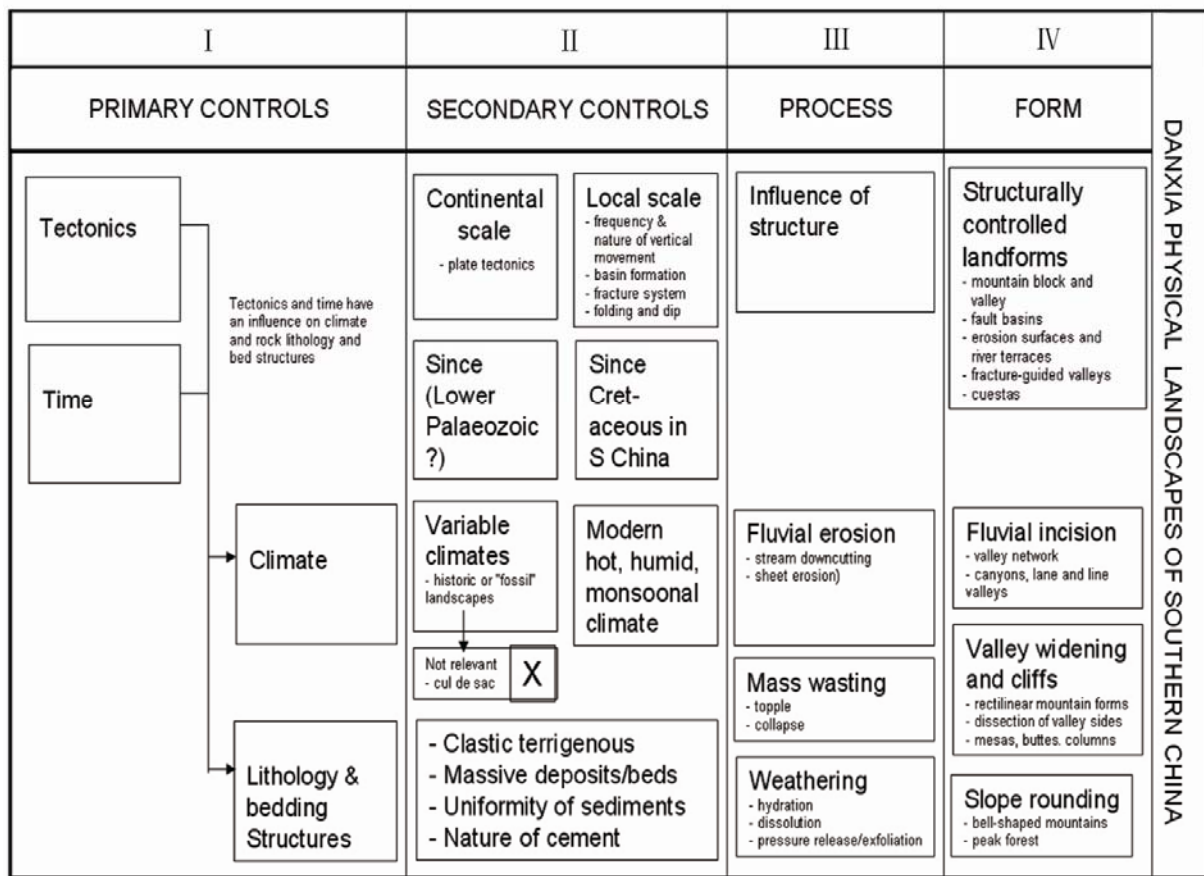 I
II
III
IV
PRIMARY CONTROLS
SECONDARY CONTROLS
PROCESS
FORM
Tectonics
Time
Tectonics and time have
an influence on climate
and rock lithology and
bed structures
Climate
Lithology &
bedding
Structures
Continental
scale
- plate tectonics
Local scale
- frequency &
nature of vertical
movement
- basin formation
- fracture system
- folding and dip
Since
(Lower
Palaeozoic
?)
Since
Cret-
aceous in
S China
Variable
climates
- historic or "fossil"
landscapes
Modern
hot, humid,
monsoonal
climate
Not relevant
- cul de sac
X
- Clastic terrigenous
- Massive deposits/beds
- Uniformity of sediments
- Nature of cement
Influence of
structure
Fluvial erosion
- stream downcutting
- sheet erosion)
Mass wasting
- topple
- collapse
Weathering
- hydration
- dissolution
- pressure release/exfoliation
Structurally
controlled
landforms
- mountain block and
valley
- fault basins
- erosion surfaces and
river terraces
- fracture-guided valleys
- cuestas
Fluvial incision
- valley network
- canyons, lane and line
valleys
Valley widening
and cliffs
- rectilinear mountain forms
- dissection of valley sides
- mesas, buttes. columns
Slope rounding
- bell-shaped mountains
- peak forest
DANXIA PHYSICAL LANDSCAPES OF SOUTHERN CHINA